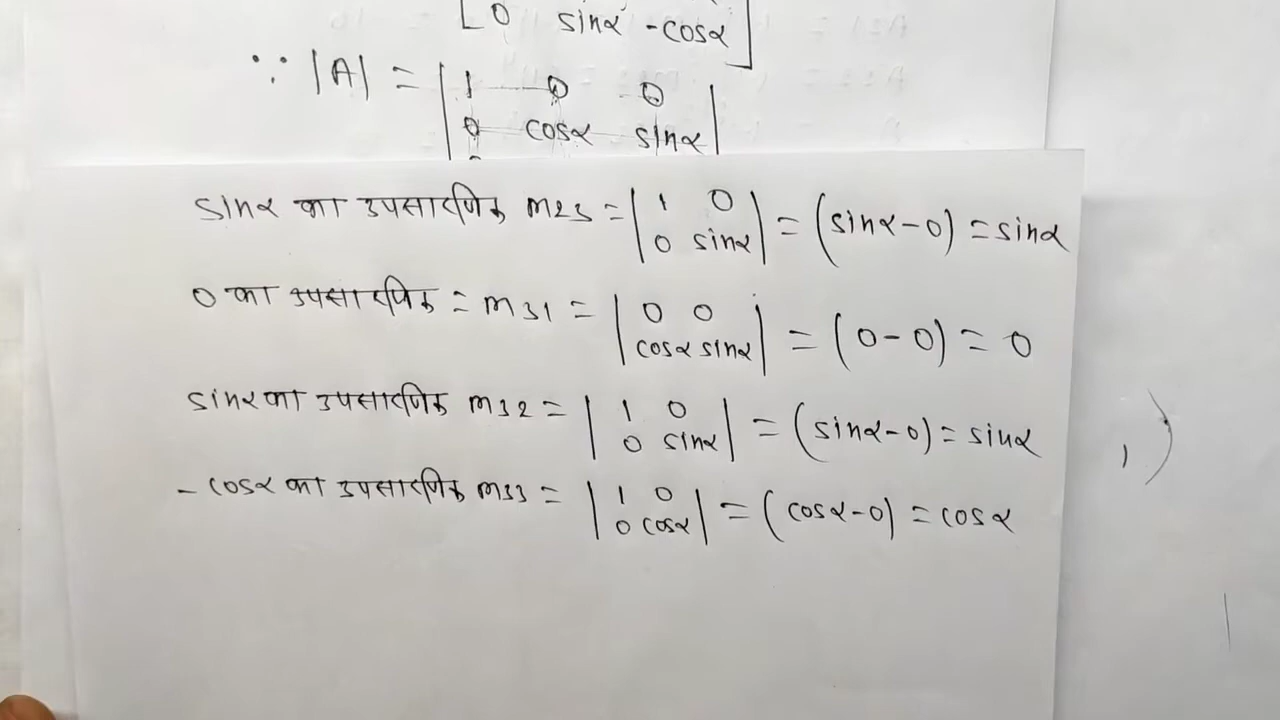 [0 sinα -cosα]
∵ |A| = |1 0 0
0 cosα sinα|
sinα का उपसारणिक m23 = |1 0 0 sinα| = (sinα-0) = sinα
0 का उपसारणिक = m31 = |0 0 cosα sinα| = (0-0) = 0
sinα का उपसारणिक m32 = |1 0 0 sinα| = (sinα-0) = sinα
-cosα का उपसारणिक m33 = |1 0 0 cosα| = (cosα-0) = cosα